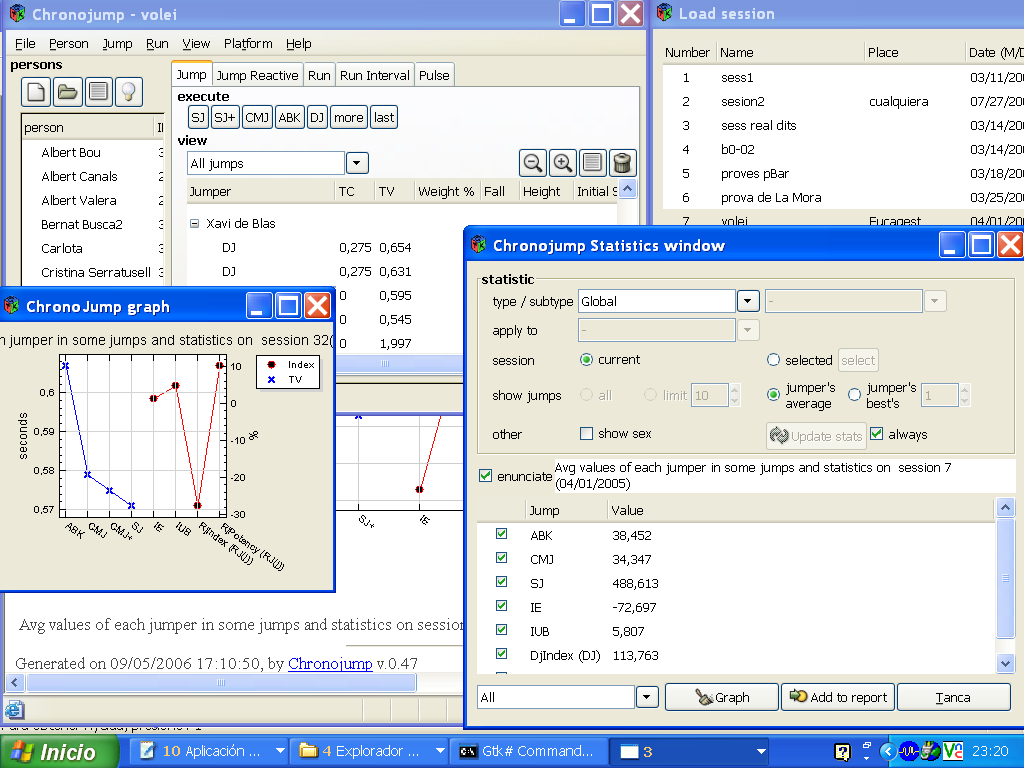 Chronojump - volei
File Person Jump Run View Platform Help
persons
person
Albert Bou
Albert Canals
Albert Valera
Bernat Busca2
Carlota
Cristina Serratusell
Jump Jump Reactive Run Run Interval Pulse
execute
SJ SJ+ CMJ ABK DJ more last
view
All jumps
Jumper TC TV Weight % Fall Height Initial S
Xavi de Blas
DJ 0,275 0,654
DJ 0,275 0,631
0 0,595
0 0,545
0 1,997
Load session
Number Name Place Date (M/D
1 sess1 03/11/200
2 sesion2 cualquiera 07/27/200
3 sess real dits 03/14/200
4 b0-02 03/14/200
5 proves pBar 03/18/200
6 prova de La Mora 03/25/200
7 volei Eucagest 04/01/200
ChronoJump graph
n jumper in some jumps and statistics on session 32(
Index
TV
seconds
0,6
0,59
0,58
0,57
10
0
-10
-20
-30
%
ABK
CMJ
CMJ+
SJ
IE
IUB
RjIndex (RJ(j))
RjPotency (RJ(j))
SJ+
IE
Avg values of each jumper in some jumps and statistics on session
Generated on 09/05/2006 17:10:50, by Chronojump v.0.47
Chronojump Statistics window
statistic
type / subtype Global -
apply to -
session current selected select
show jumps all limit 10 jumper's average jumper's best's 1
other show sex Update stats always
enunciate Avg values of each jumper in some jumps and statistics on session 7
(04/01/2005)
Jump Value
ABK 38,452
CMJ 34,347
SJ 488,613
IE -72,697
IUB 5,807
DjIndex (DJ) 113,763
All Graph Add to report Tanca
Inicio 10 Aplicación ... 4 Explorador ... Gtk# Command... 3 23:20